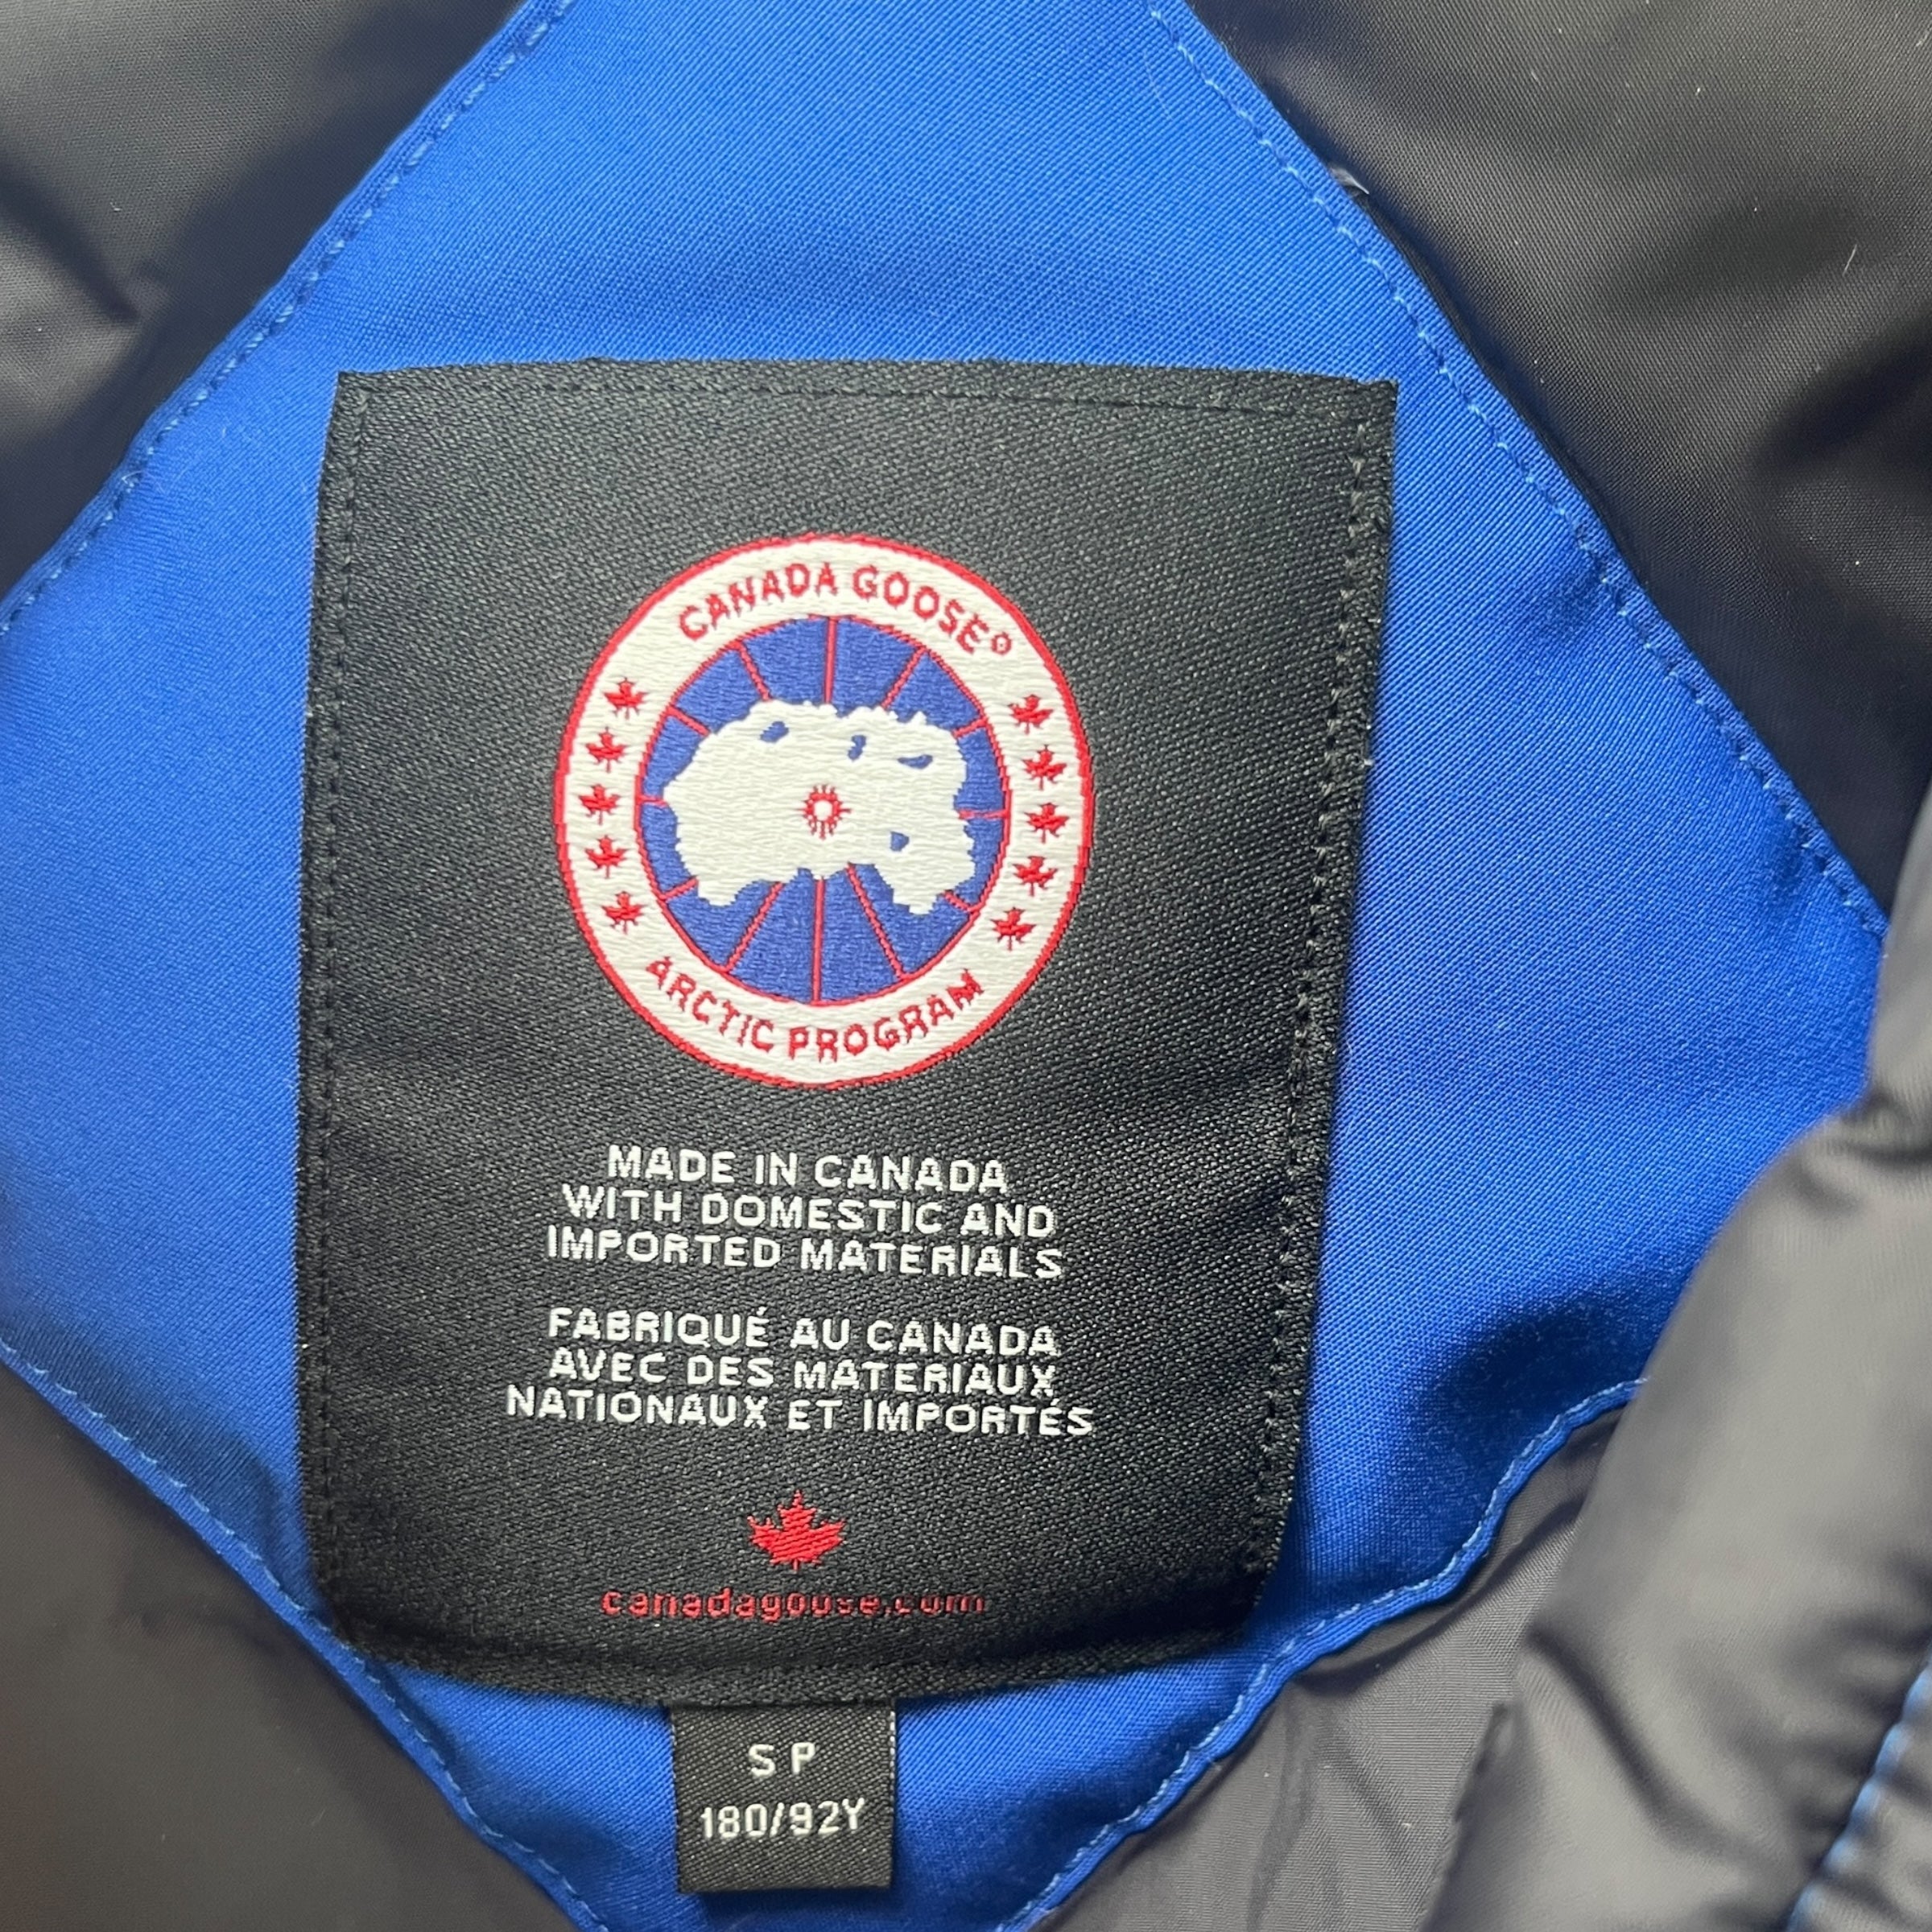 CANADA GOOSE®
ARCTIC PROGRAM
MADE IN CANADA
WITH DOMESTIC AND
IMPORTED MATERIALS
FABRIQUÉ AU CANADA
AVEC DES MATERIAUX
NATIONAUX ET IMPORTÉS
canadagoose.com
SP
180/92Y